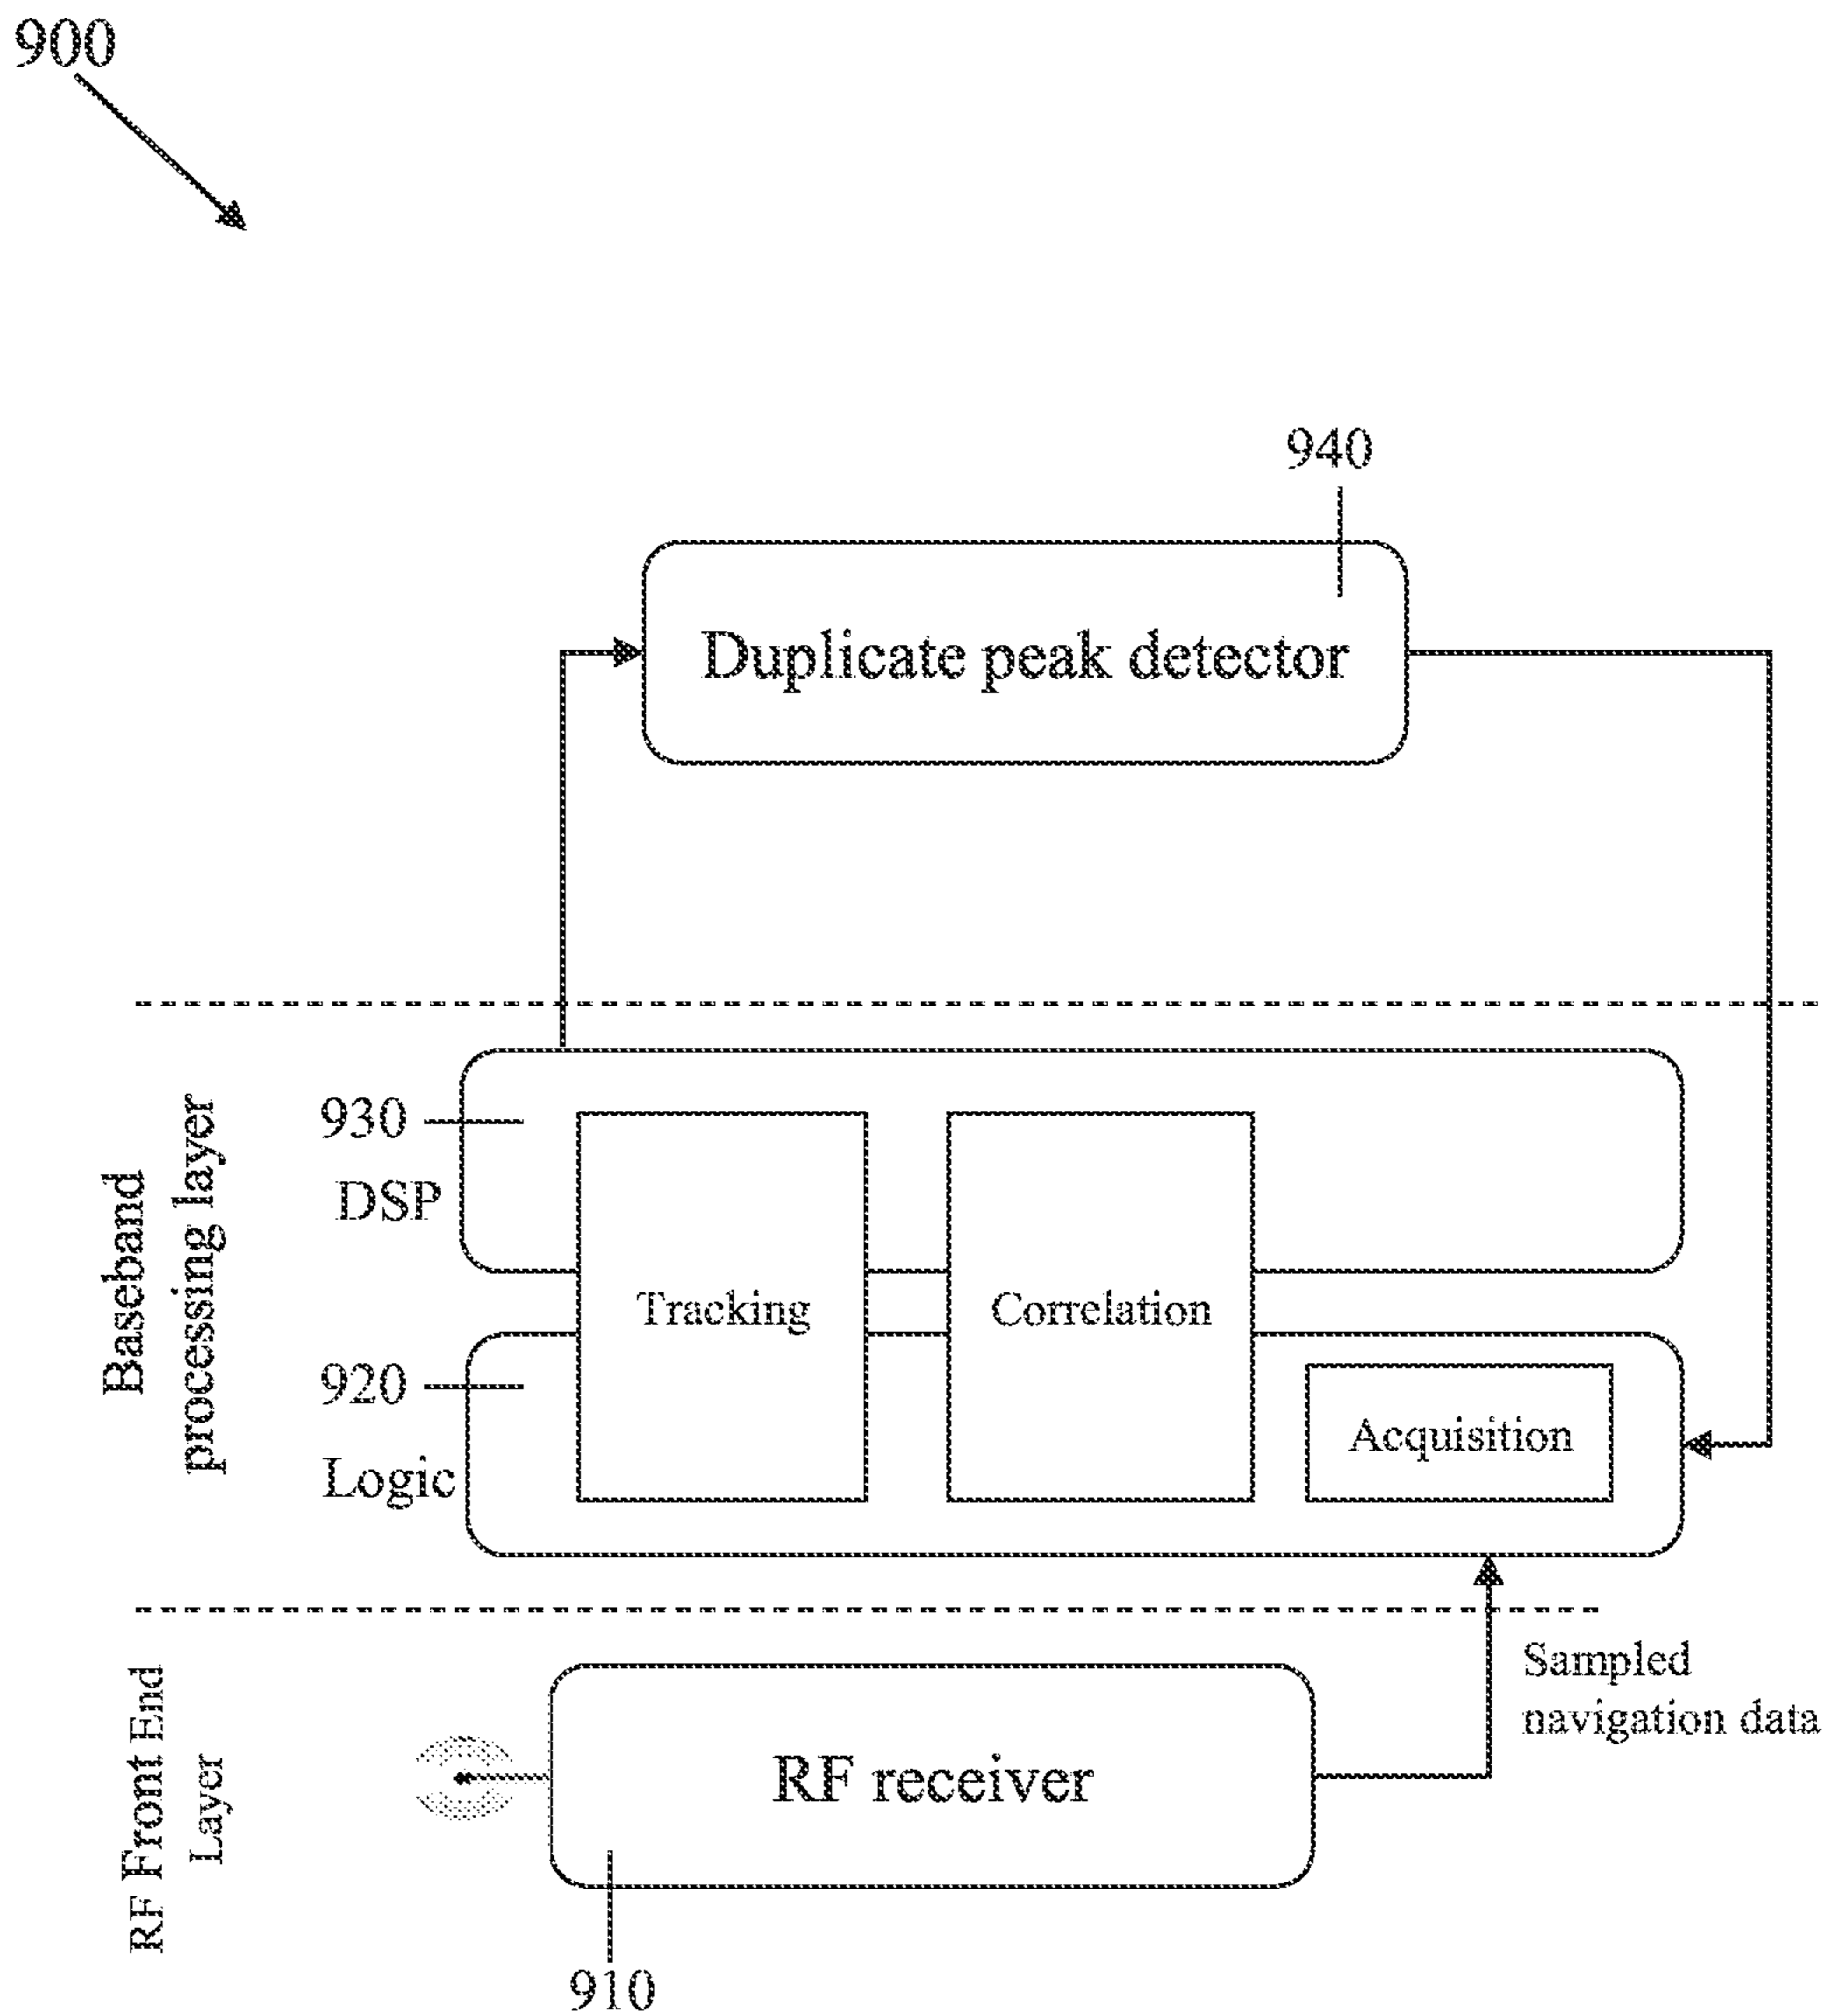 900
940
Duplicate peak detector
Baseband
processing layer
930
DSP
Tracking
Correlation
920
Logic
Acquisition
Sampled
navigation data
RF Front End
Layer
RF receiver
910